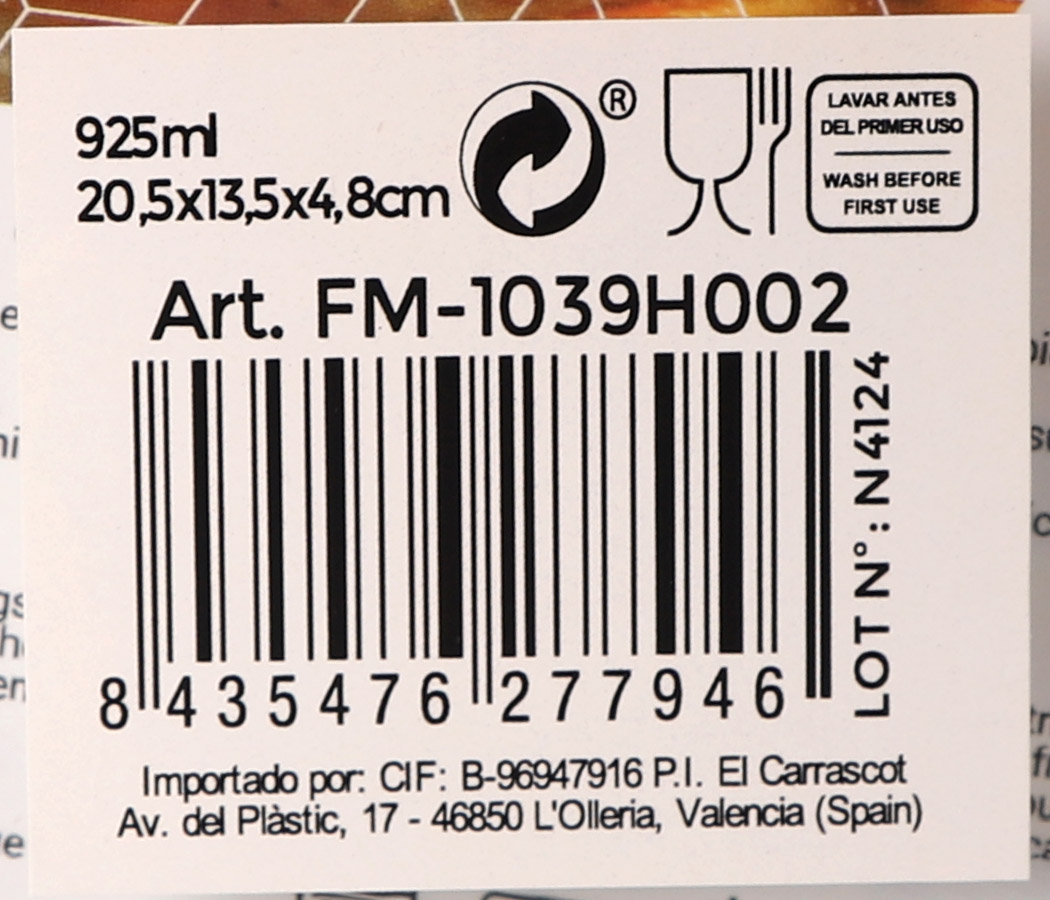 925ml
20,5x13,5x4,8cm
®
LAVAR ANTES
DEL PRIMER USO
WASH BEFORE
FIRST USE
Art. FM-1039H002
8 435476 277946
LOT N°: N4124
Importado por: CIF: B-96947916 P.I. El Carrascot
Av. del Plàstic, 17 - 46850 L'Olleria, Valencia (Spain)